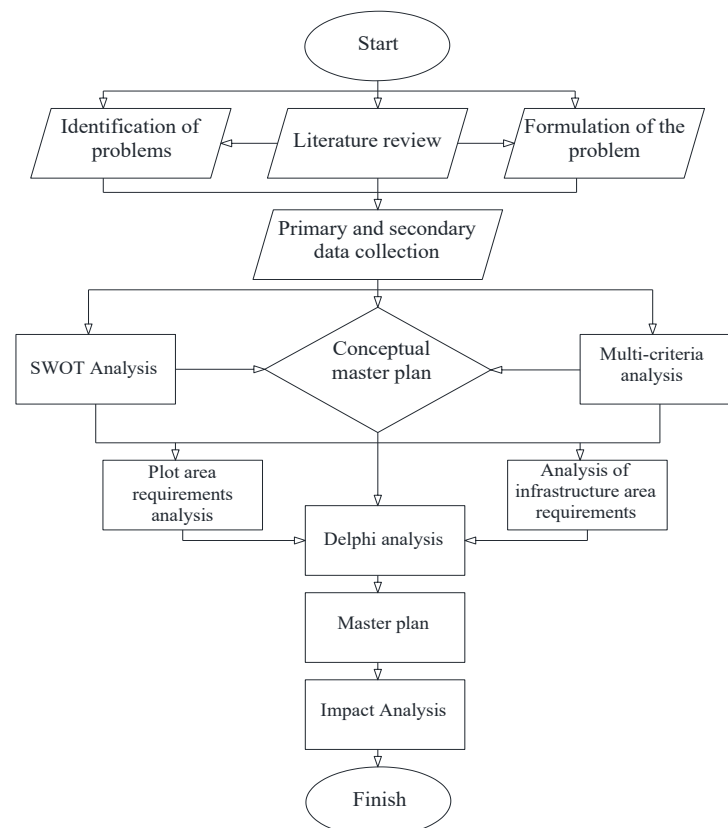 Start
Identification of
problems
Literature review
Formulation of the
problem
Primary and secondary
data collection
SWOT Analysis
Conceptual
master plan
Multi-criteria
analysis
Plot area
requirements
analysis
Analysis of
infrastructure area
requirements
Delphi analysis
Master plan
Impact Analysis
Finish